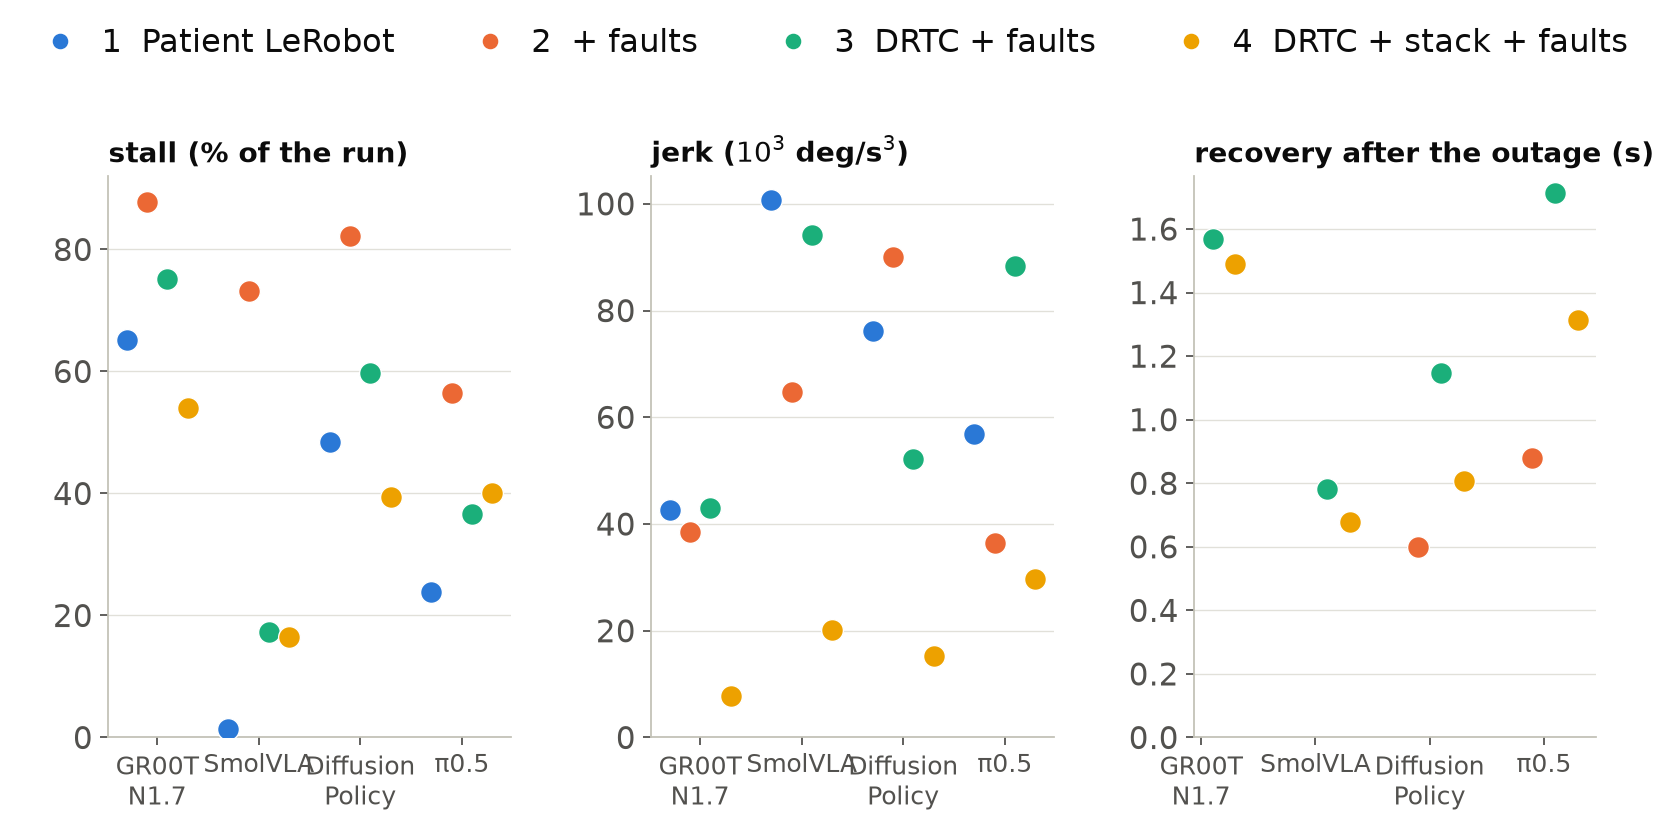 1 Patient LeRobot
2 + faults
3 DRTC + faults
4 DRTC + stack + faults
stall (% of the run)
80
60
40
20
0
GR00T N1.7
SmolVLA
Diffusion Policy
π0.5
jerk (10³ deg/s³)
100
80
60
40
20
0
GR00T N1.7
SmolVLA
Diffusion Policy
π0.5
recovery after the outage (s)
1.6
1.4
1.2
1.0
0.8
0.6
0.4
0.2
0.0
GR00T N1.7
SmolVLA
Diffusion Policy
π0.5